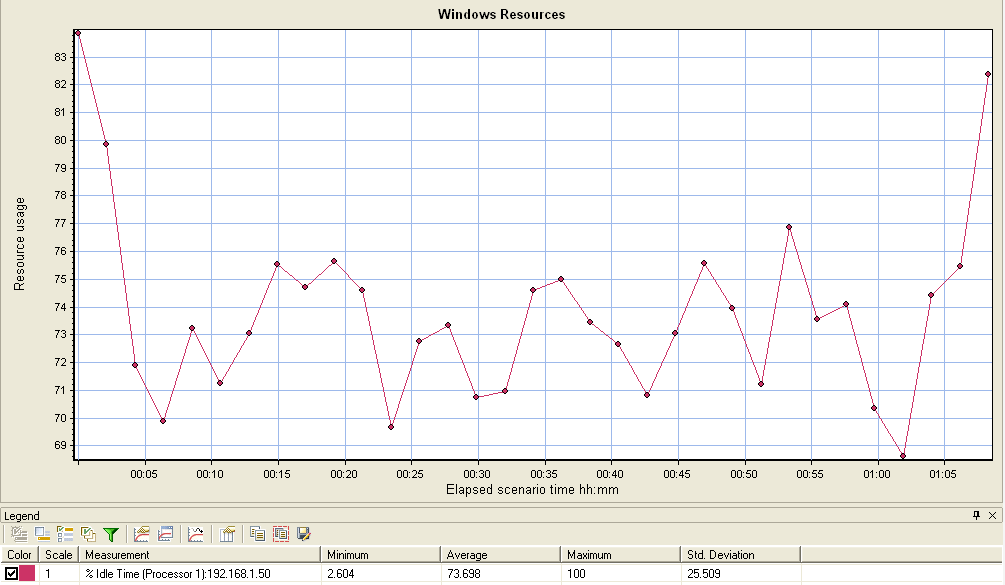 Windows Resources
83
82
81
80
79
78
77
76
75
74
73
72
71
70
69
Resource usage
00:05 00:10 00:15 00:20 00:25 00:30 00:35 00:40 00:45 00:50 00:55 01:00 01:05
Elapsed scenario time hh:mm
Legend
Color Scale Measurement Minimum Average Maximum Std. Deviation
1 % Idle Time (Processor 1):192.168.1.50 2.604 73.698 100 25.509